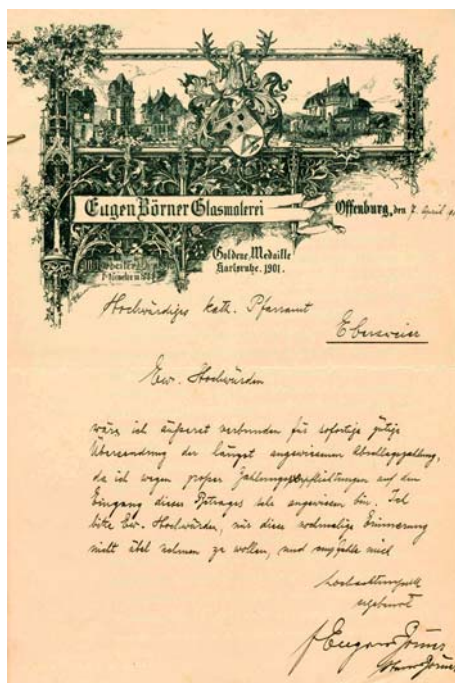 Eugen Börner Glasmalerei
Offenburg, den 7. April
Goldene Medaille
Karlsruhe. 1901.
Hochwürdiges kath. Pfarramt
Ebersweier
Ew. Hochwürden
wäre ich äusserst verbunden für sofortige gütige
Übersendung der längst angewiesenen Abschlagszahlung,
da ich wegen großer Zahlungsverpflichtungen auf den
Eingang dieses Betrages sehr angewiesen bin. Ich
bitte Ew. Hochwürden, mir diese nochmalige Erinnerung
nicht übel nehmen zu wollen, und empfehle mich
hochachtungsvoll
ergebenst
Eugen Börner